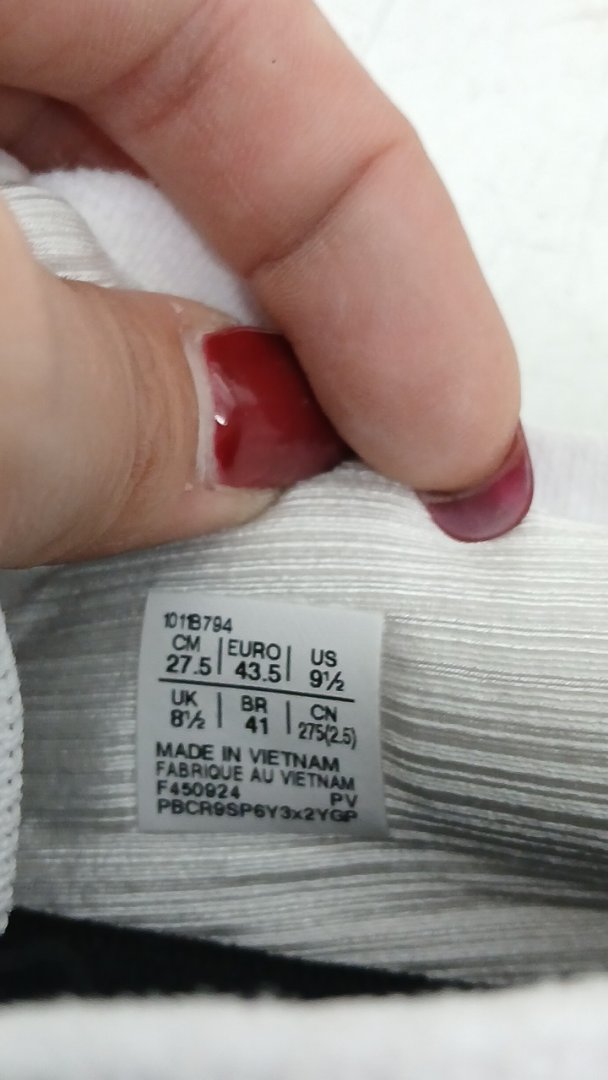 1011B794
CM | EURO | US
27.5 | 43.5 | 9½
UK | BR | CN
8½ | 41 | 275(2.5)
MADE IN VIETNAM
FABRIQUE AU VIETNAM
F450924 PV
PBCR9SP6Y3x2YGP